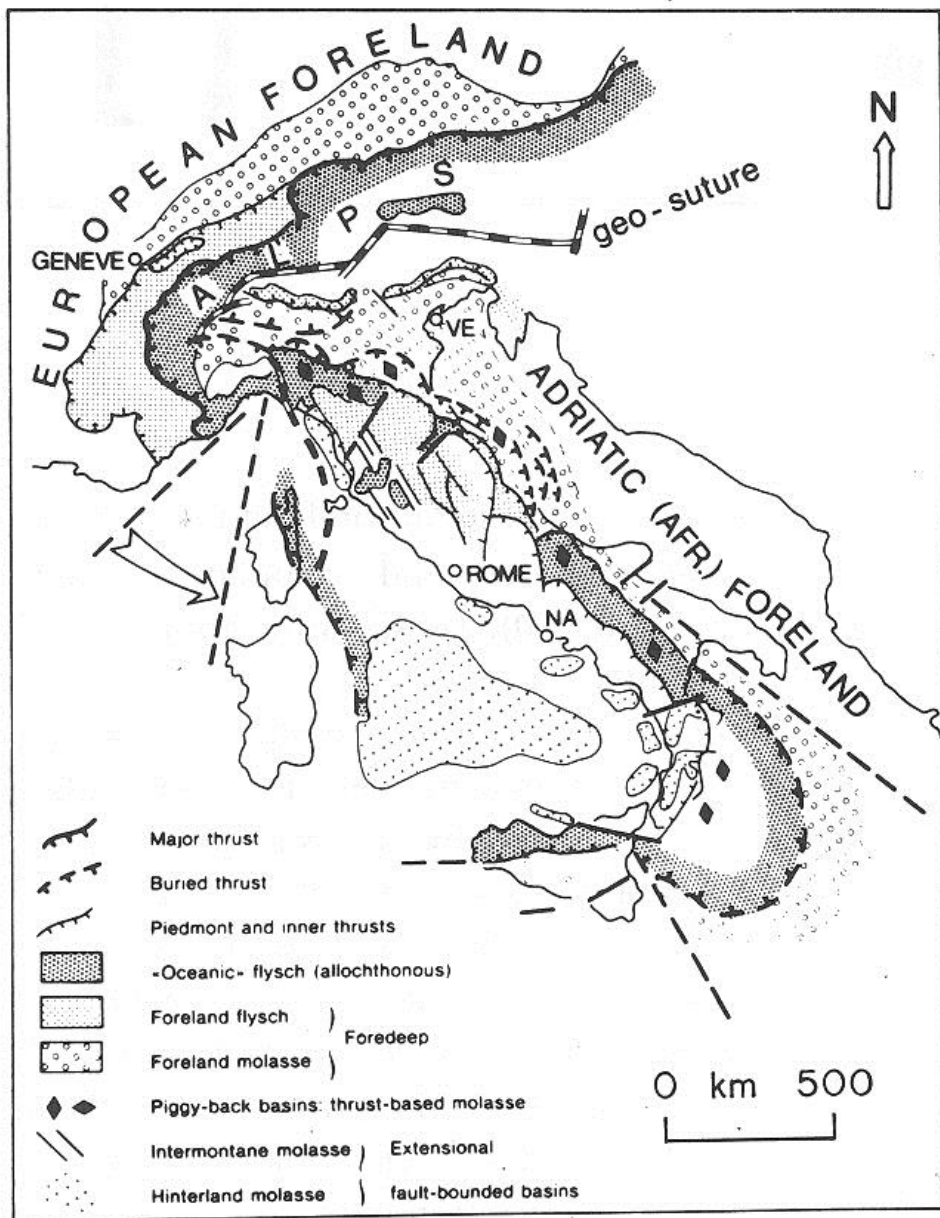 EUROPEAN FORELAND
N
ALPS
geo-suture
GENEVE
VE
ADRIATIC (AFR.) FORELAND
ROME
NA
Major thrust
Buried thrust
Piedmont and inner thrusts
«Oceanic» flysch (allochthonous)
Foreland flysch )
Foredeep
Foreland molasse )
Piggy-back basins: thrust-based molasse
Intermontane molasse ) Extensional
Hinterland molasse ) fault-bounded basins
0 km 500